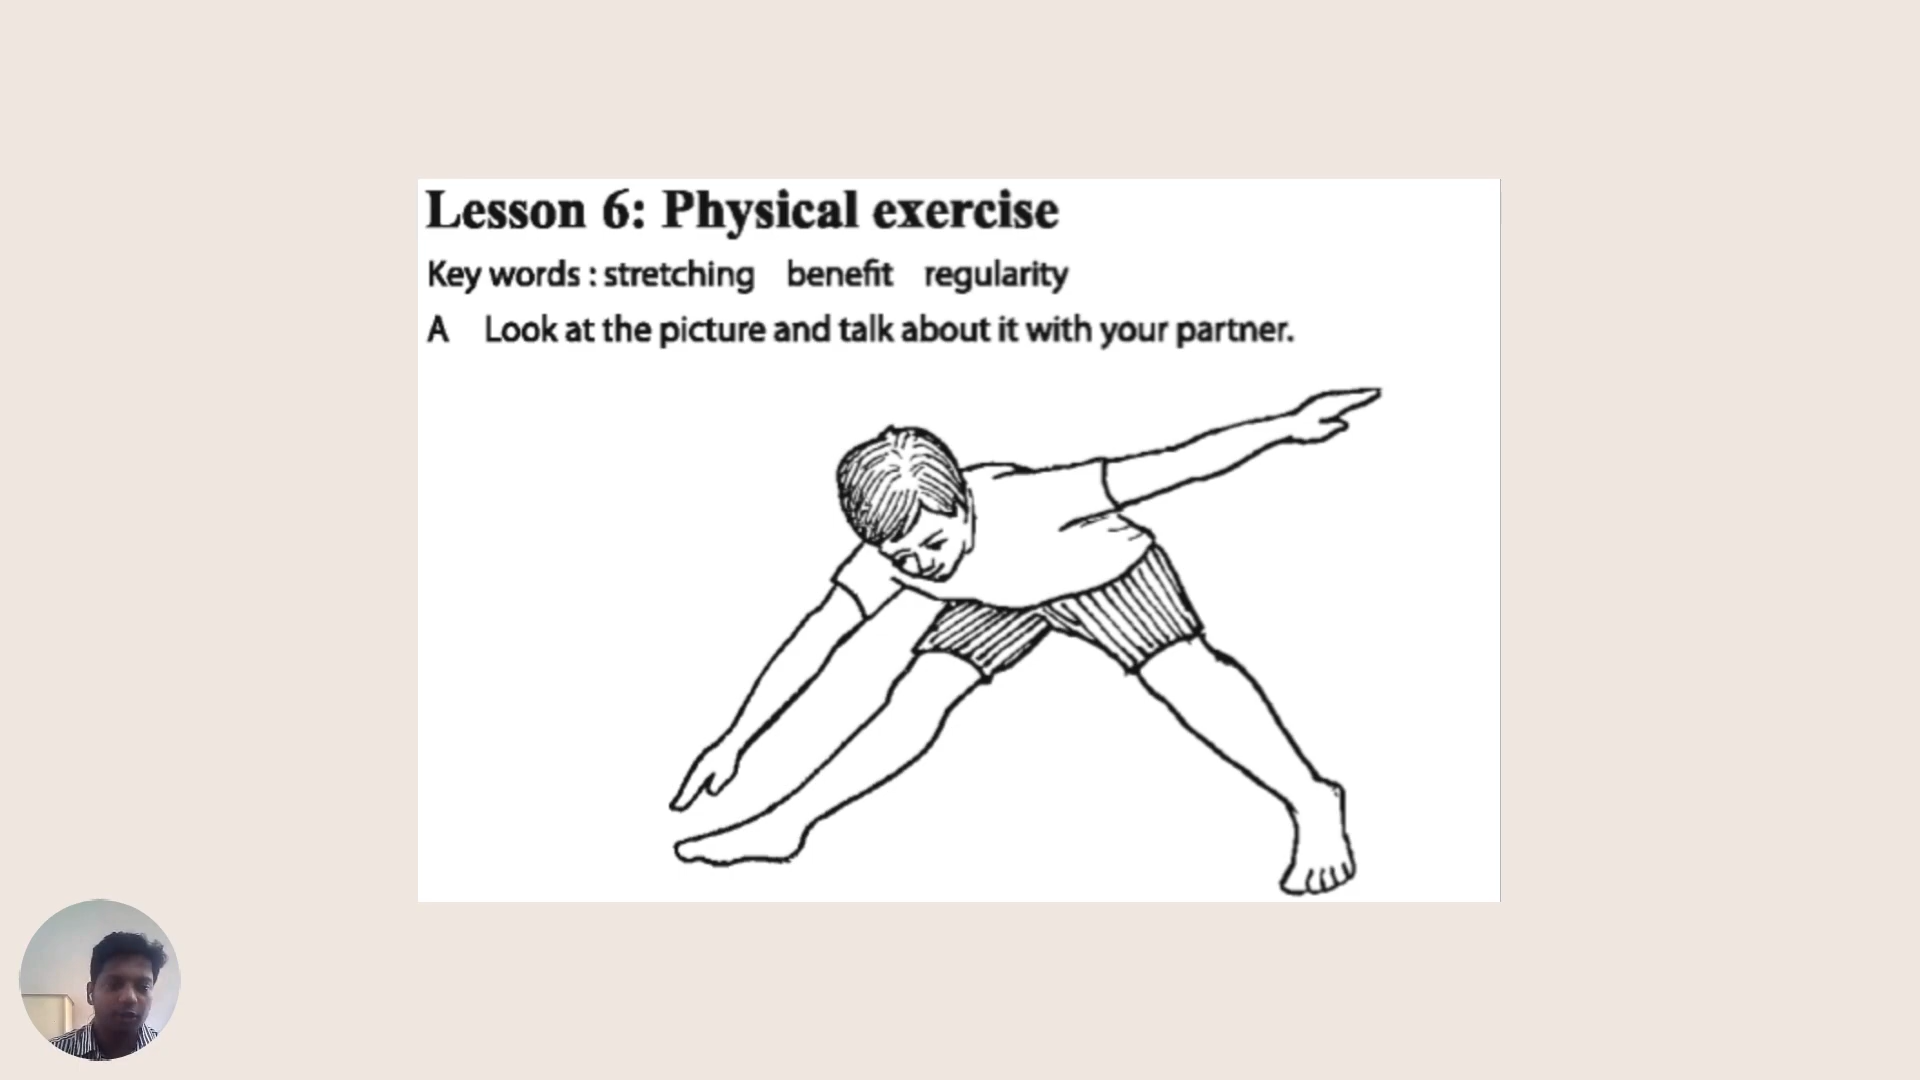 Lesson 6: Physical exercise
Key words : stretching benefit regularity
A Look at the picture and talk about it with your partner.